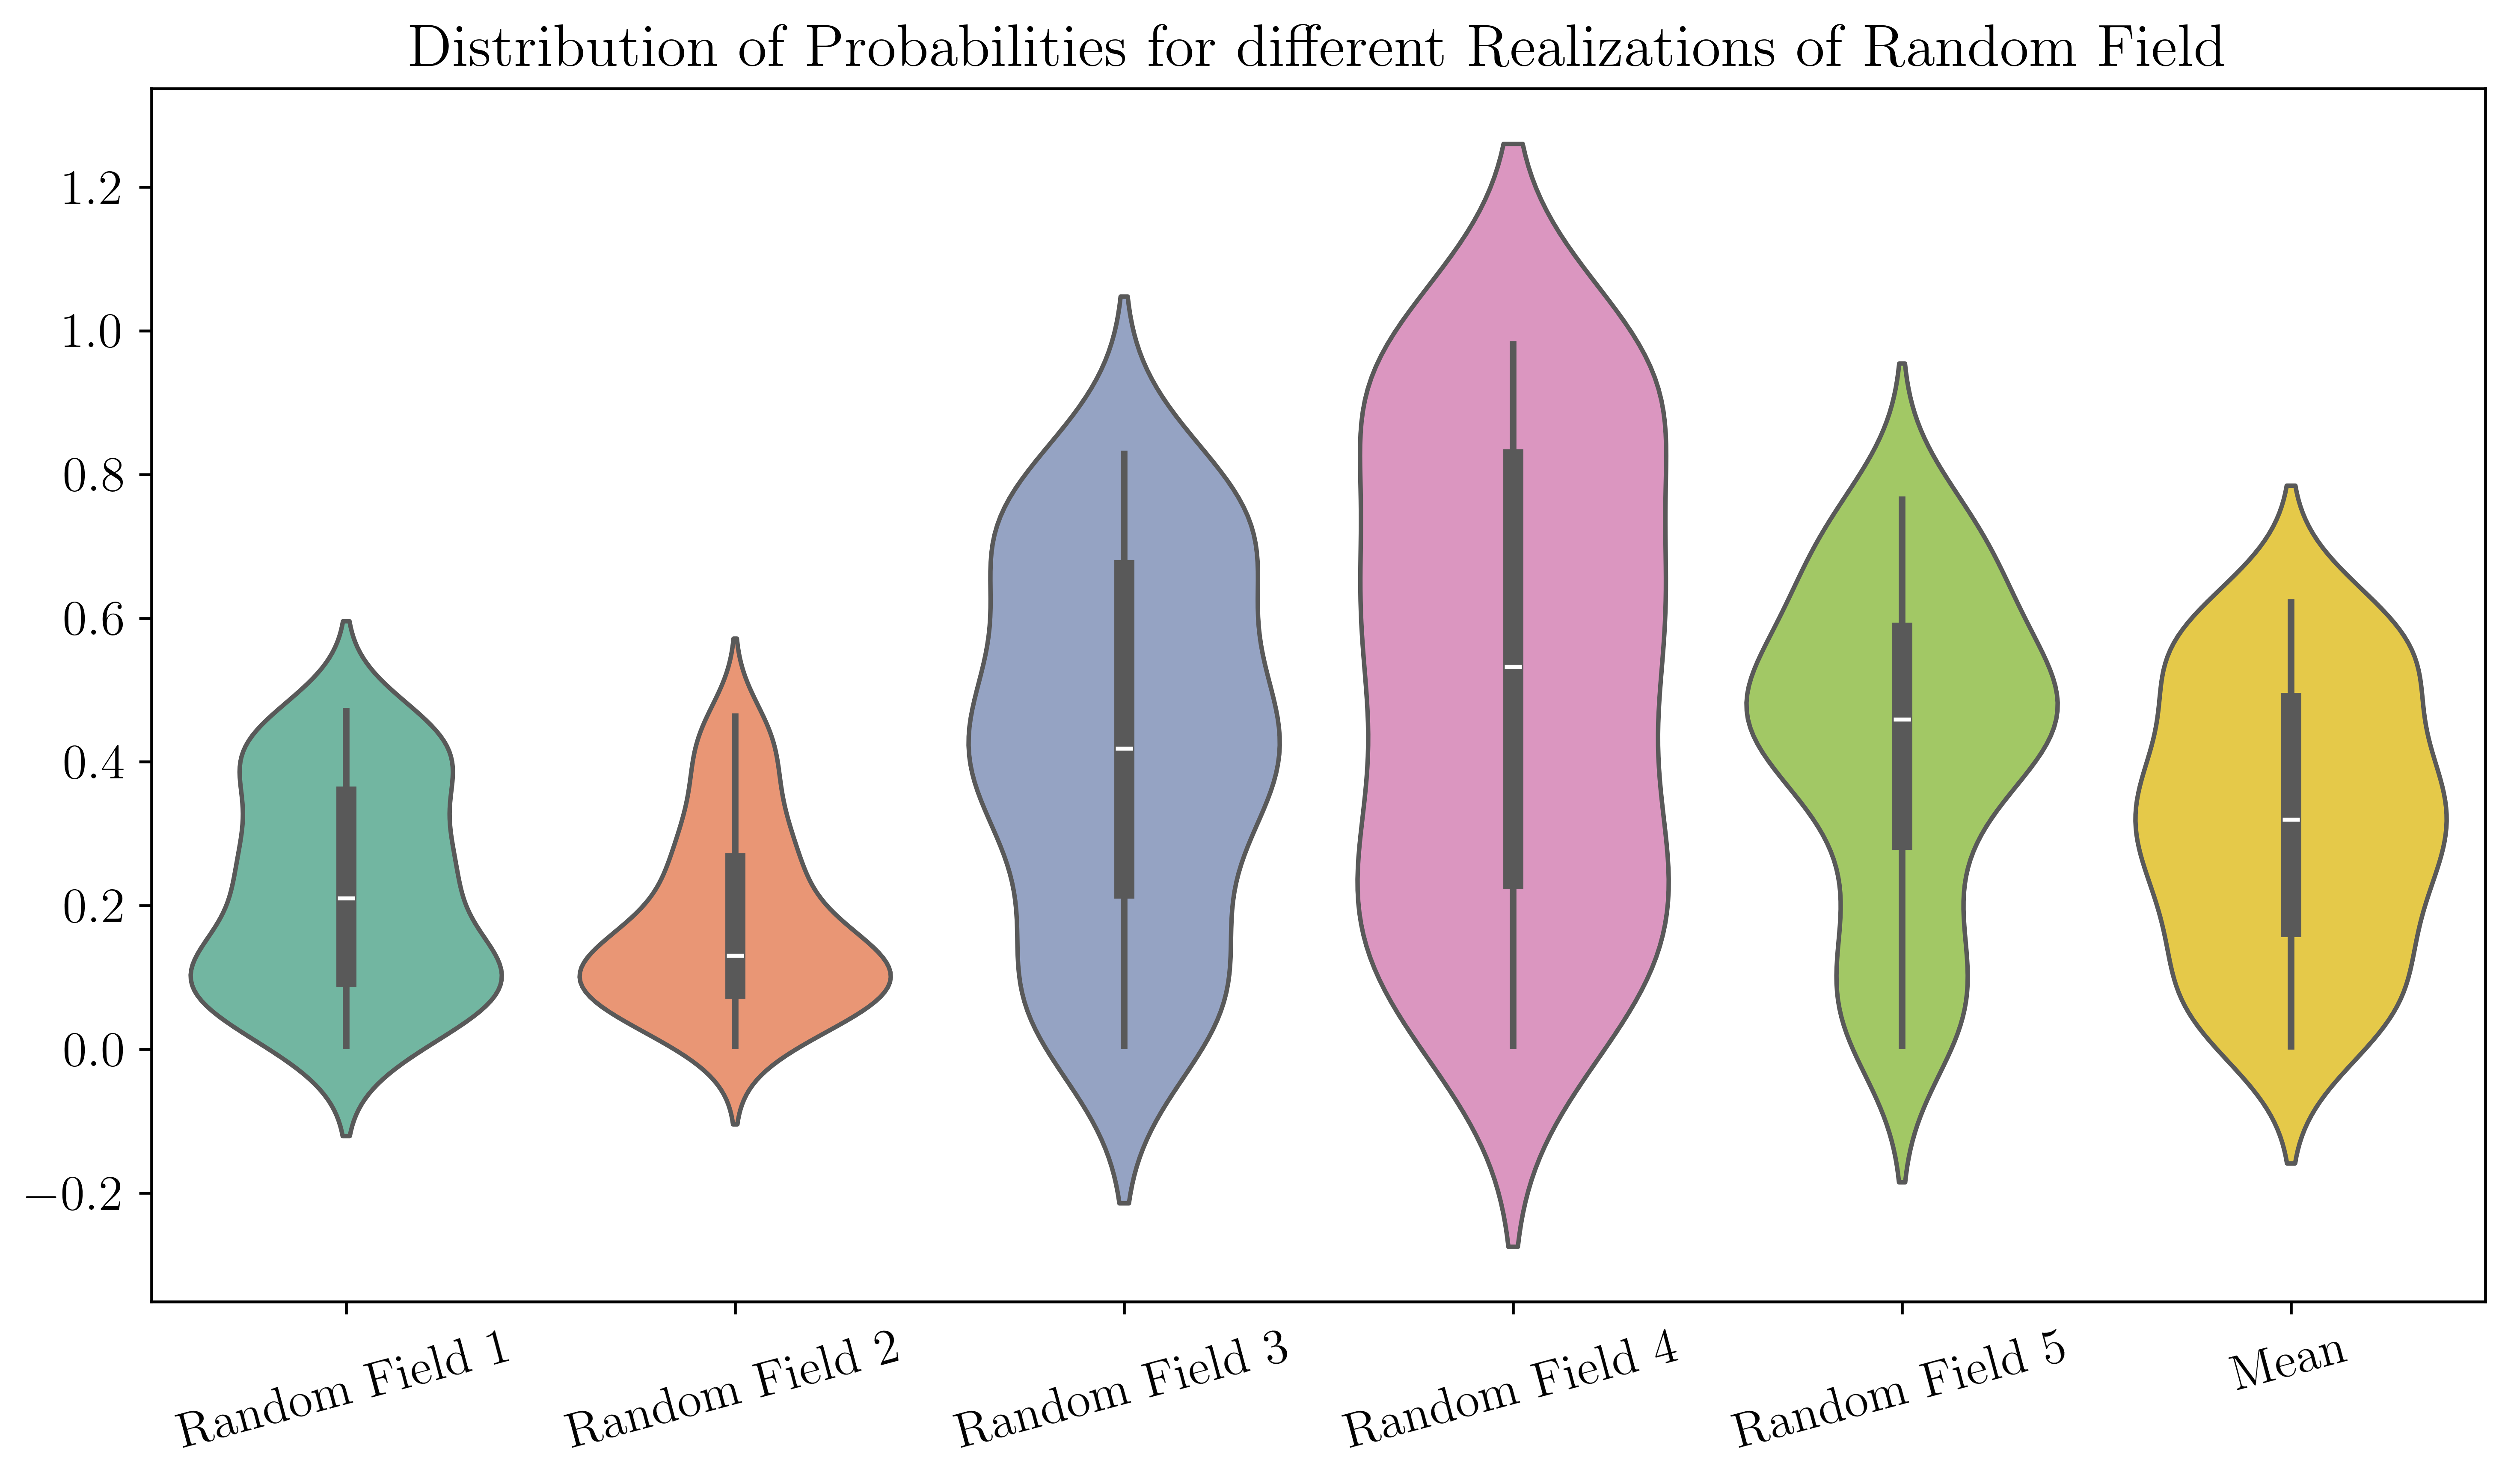 Distribution of Probabilities for different Realizations of Random Field
1.2
1.0
0.8
0.6
0.4
0.2
0.0
−0.2
Random Field 1
Random Field 2
Random Field 3
Random Field 4
Random Field 5
Mean